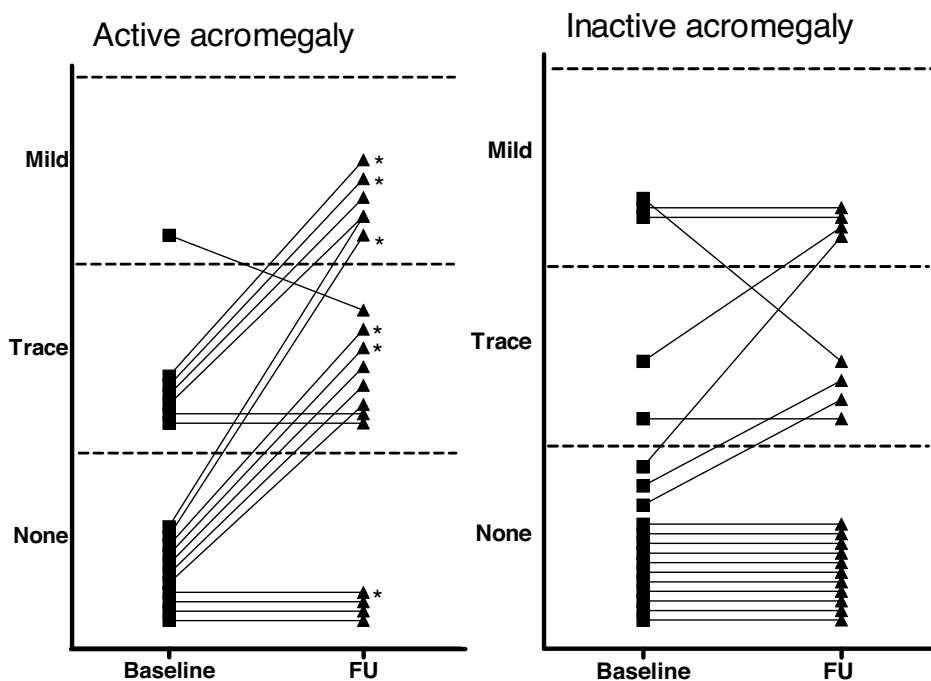 Active acromegaly
Mild
Trace
None
*
*
*
*
*
*
Baseline FU
Inactive acromegaly
Mild
Trace
None
Baseline FU